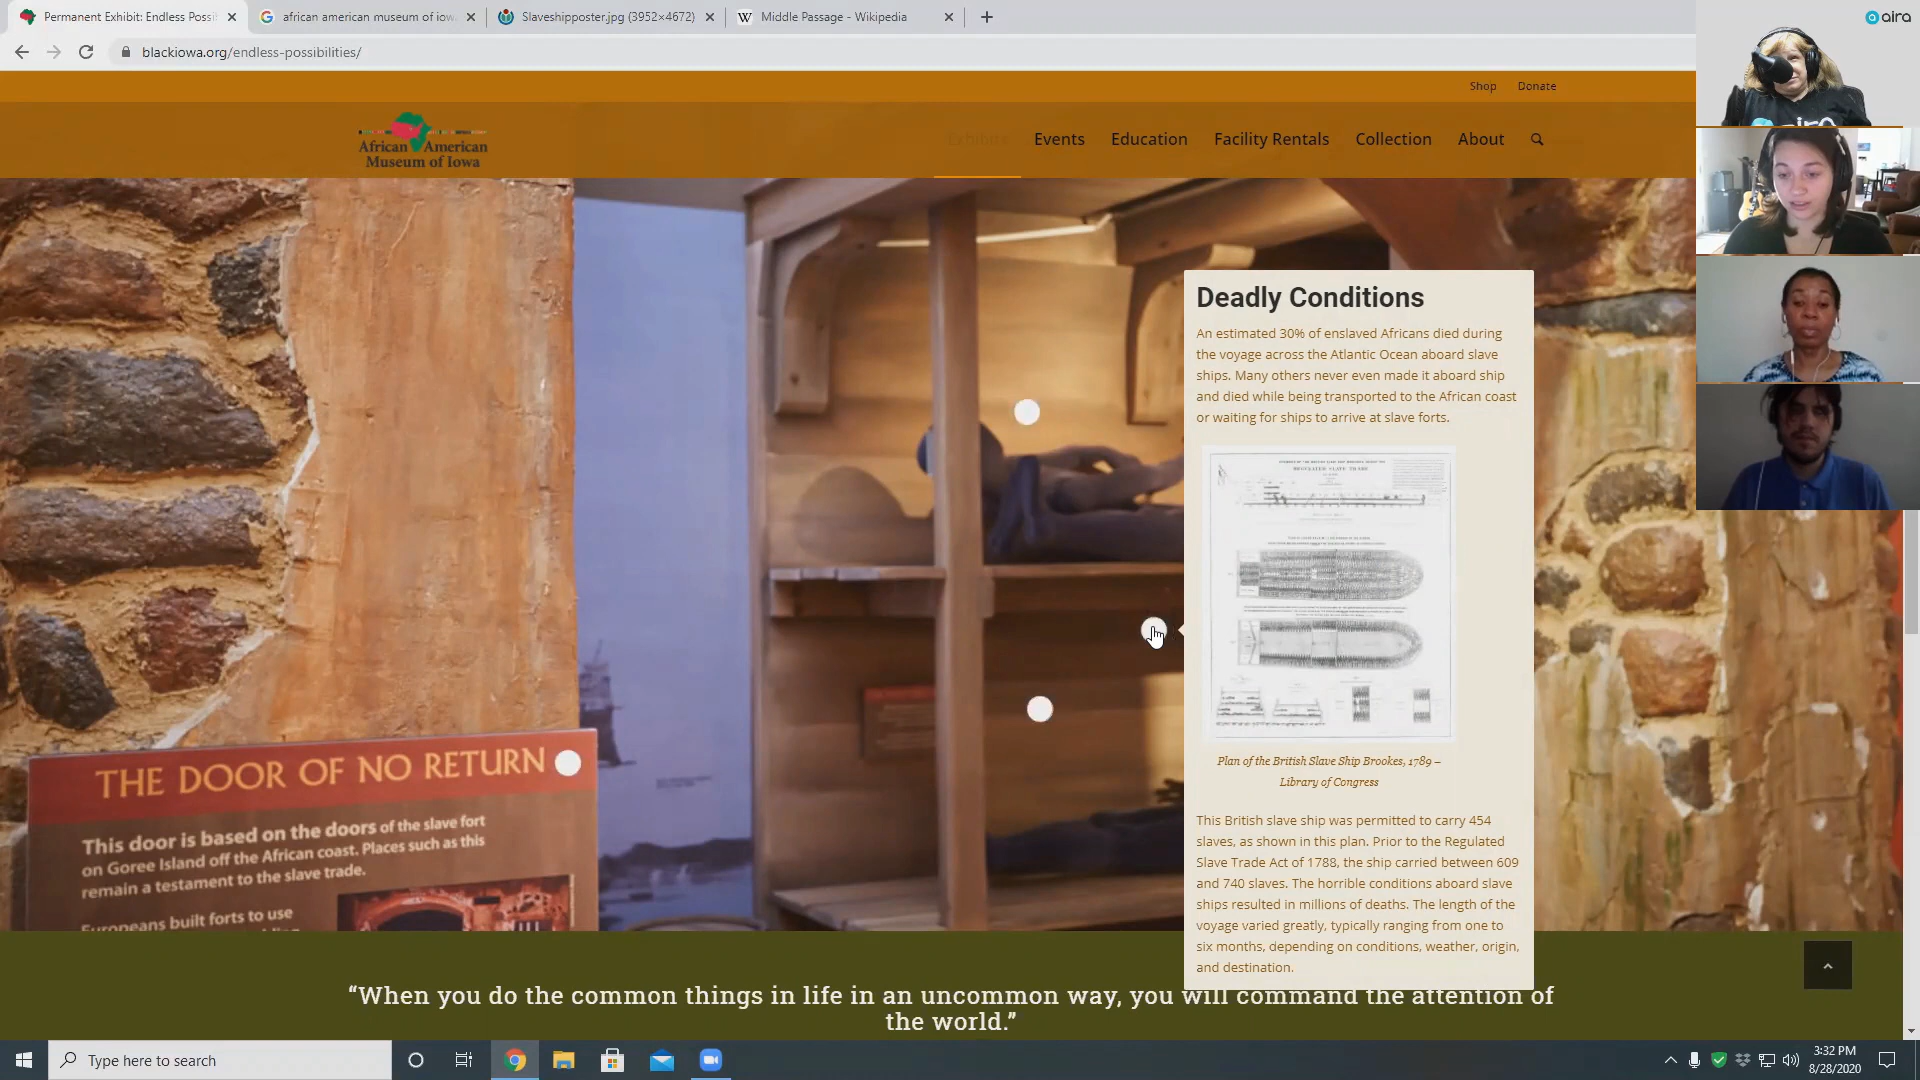 Permanent Exhibit: Endless Possi
african american museum of iow
Slaveshipposter.jpg (3952×4672)
Middle Passage - Wikipedia
blackiowa.org/endless-possibilities/
aira
Shop Donate
African American
Museum of Iowa
Exhibits Events Education Facility Rentals Collection About
Deadly Conditions
An estimated 30% of enslaved Africans died during
the voyage across the Atlantic Ocean aboard slave
ships. Many others never even made it aboard ship
and died while being transported to the African coast
or waiting for ships to arrive at slave forts.
REGULATED SLAVE TRADE
Plan of the British Slave Ship Brookes, 1789 –
Library of Congress
This British slave ship was permitted to carry 454
slaves, as shown in this plan. Prior to the Regulated
Slave Trade Act of 1788, the ship carried between 609
and 740 slaves. The horrible conditions aboard slave
ships resulted in millions of deaths. The length of the
voyage varied greatly, typically ranging from one to
six months, depending on conditions, weather, origin,
and destination.
THE DOOR OF NO RETURN
This door is based on the doors of the slave fort
on Goree Island off the African coast. Places such as this
remain a testament to the slave trade.
Europeans built forts to use
“When you do the common things in life in an uncommon way, you will command the attention of
the world.”
Type here to search
3:32 PM
8/28/2020